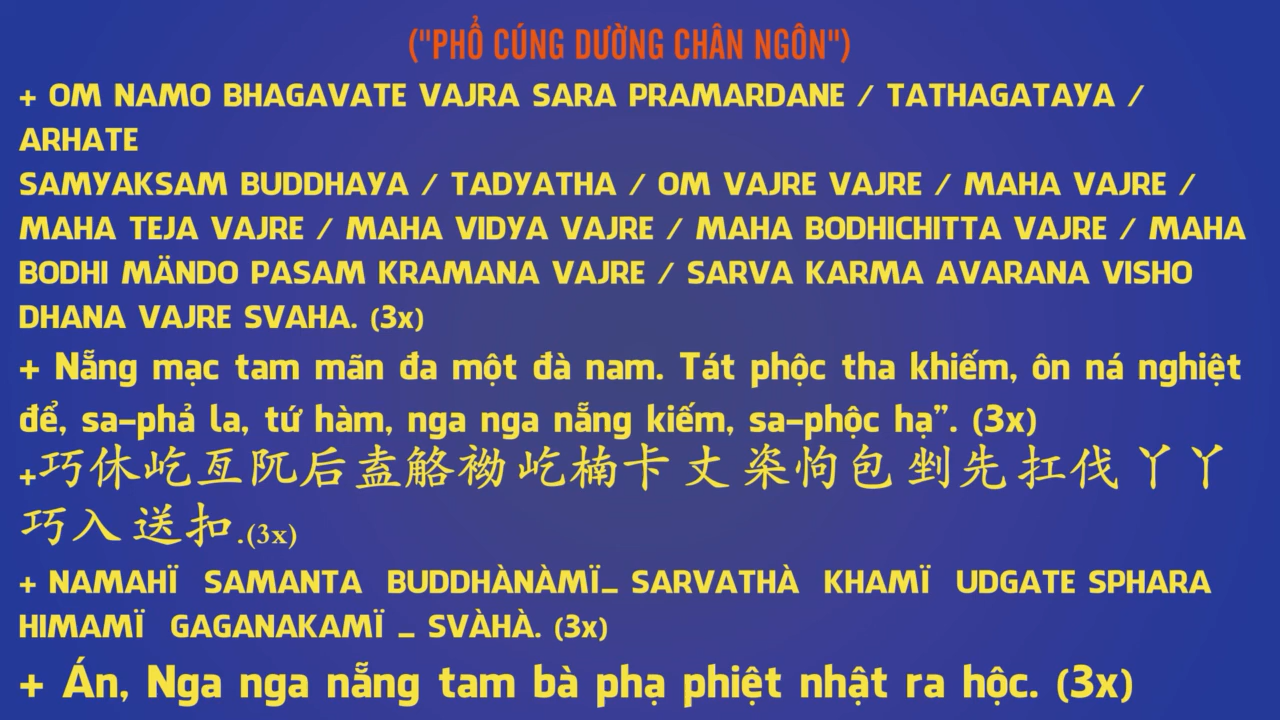 ("PHỔ CÚNG DƯỜNG CHÂN NGÔN")
+ OM NAMO BHAGAVATE VAJRA SARA PRAMARDANE / TATHAGATAYA /
ARHATE
SAMYAKSAM BUDDHAYA / TADYATHA / OM VAJRE VAJRE / MAHA VAJRE /
MAHA TEJA VAJRE / MAHA VIDYA VAJRE / MAHA BODHICHITTA VAJRE / MAHA
BODHI MÄNDO PASAM KRAMANA VAJRE / SARVA KARMA AVARANA VISHO
DHANA VAJRE SVAHA. (3x)
+ Nẵng mạc tam mãn đa một đà nam. Tát phộc tha khiếm, ôn ná nghiệt
để, sa-phả la, tứ hàm, nga nga nẵng kiếm, sa-phộc hạ”. (3x)
+巧休屹亙阢后盍觡袎屹楠卡丈粢怐包剉先扛伐丫丫
巧入送扣.(3x)
+ NAMAHÏ SAMANTA BUDDHÀNÀMÏ_ SARVATHÀ KHAMÏ UDGATE SPHARA
HIMAMÏ GAGANAKAMÏ _ SVÀHÀ. (3x)
+ Án, Nga nga nẵng tam bà phạ phiệt nhật ra hộc. (3x)